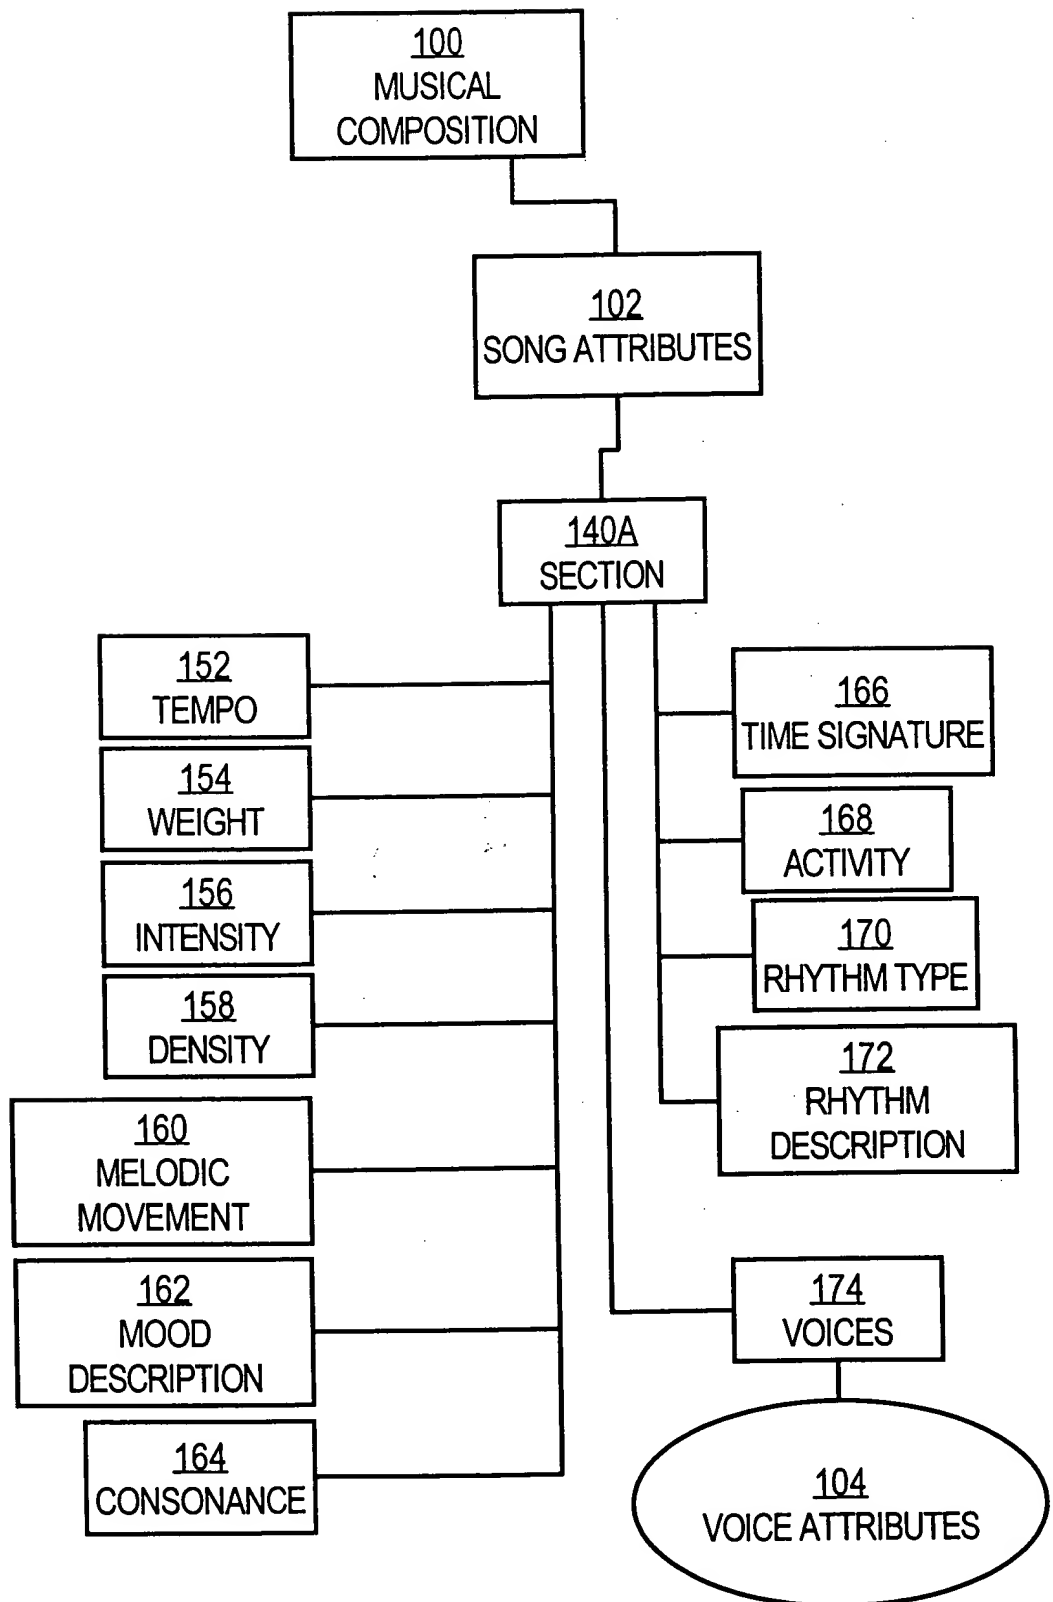 100
MUSICAL
COMPOSITION
102
SONG ATTRIBUTES
140A
SECTION
152
TEMPO
154
WEIGHT
156
INTENSITY
158
DENSITY
160
MELODIC
MOVEMENT
162
MOOD
DESCRIPTION
164
CONSONANCE
166
TIME SIGNATURE
168
ACTIVITY
170
RHYTHM TYPE
172
RHYTHM
DESCRIPTION
174
VOICES
104
VOICE ATTRIBUTES